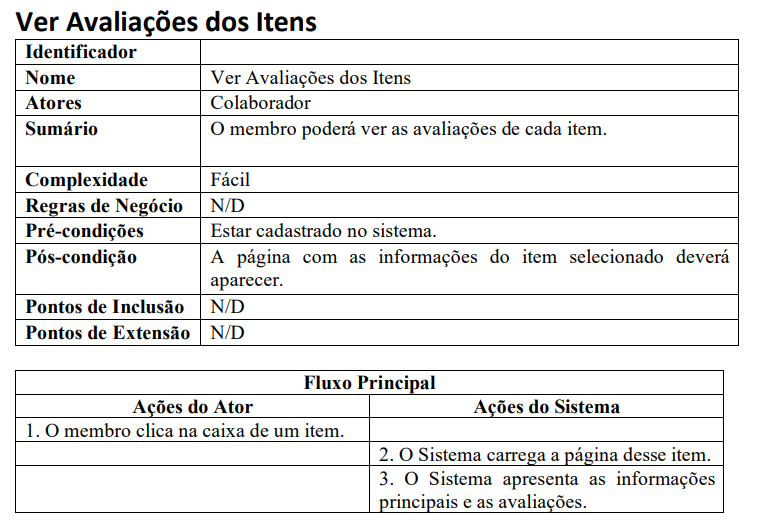 Ver Avaliações dos Itens
Identificador
Nome Ver Avaliações dos Itens
Atores Colaborador
Sumário O membro poderá ver as avaliações de cada item.
Complexidade Fácil
Regras de Negócio N/D
Pré-condições Estar cadastrado no sistema.
Pós-condição A página com as informações do item selecionado deverá
aparecer.
Pontos de Inclusão N/D
Pontos de Extensão N/D
Fluxo Principal
Ações do Ator Ações do Sistema
1. O membro clica na caixa de um item.
2. O Sistema carrega a página desse item.
3. O Sistema apresenta as informações
principais e as avaliações.